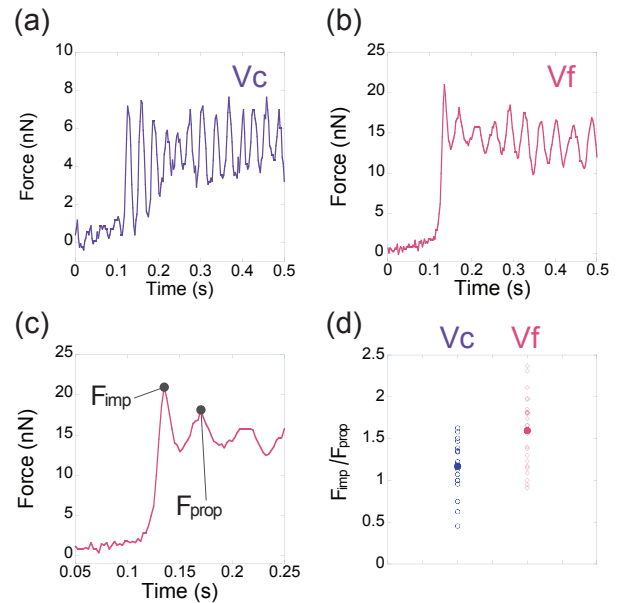 (a)
Vc
10
8
6
4
2
0
Force (nN)
0 0.1 0.2 0.3 0.4 0.5
Time (s)
(b)
Vf
25
20
15
10
5
0
Force (nN)
0 0.1 0.2 0.3 0.4 0.5
Time (s)
(c)
25
20
15
10
5
0
Force (nN)
Fimp
Fprop
0.05 0.1 0.15 0.2 0.25
Time (s)
(d)
Vc Vf
2.5
2
1.5
1
0.5
0
Fimp/Fprop